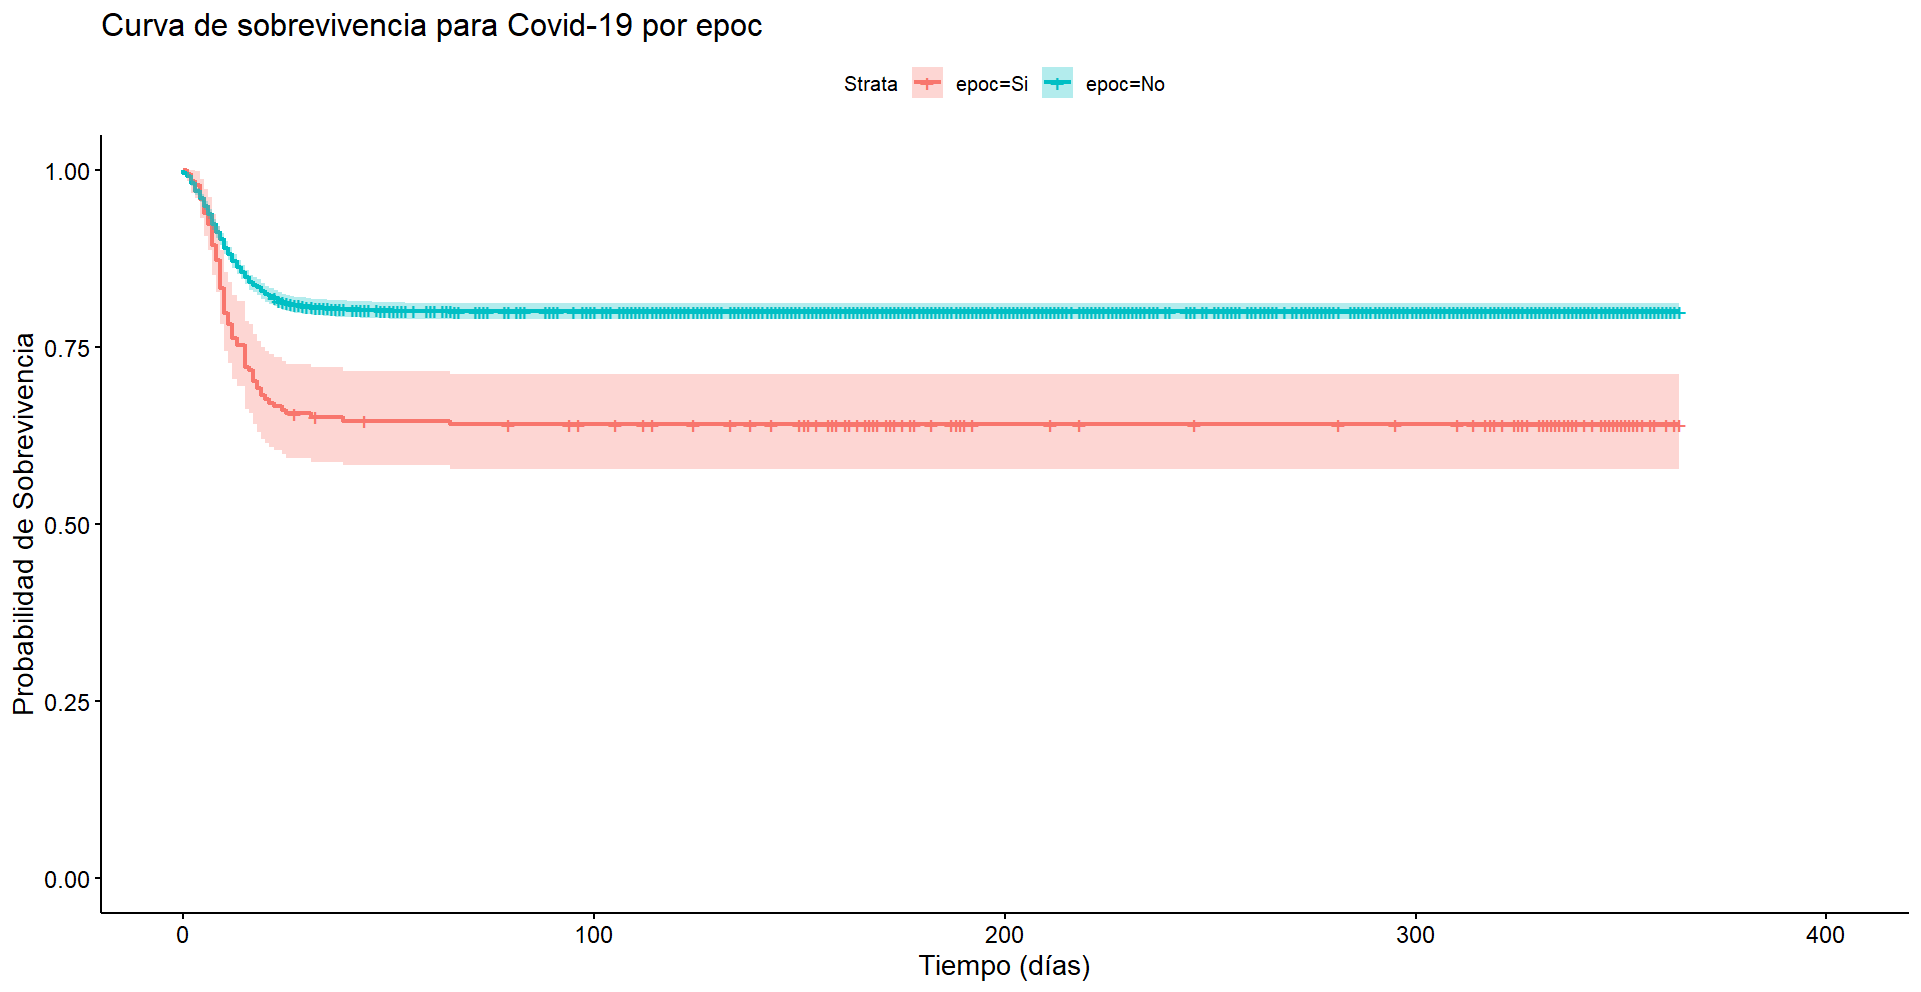 Curva de sobrevivencia para Covid-19 por epoc
Strata epoc=Si epoc=No
Probabilidad de Sobrevivencia
1.00
0.75
0.50
0.25
0.00
0 100 200 300 400
Tiempo (días)